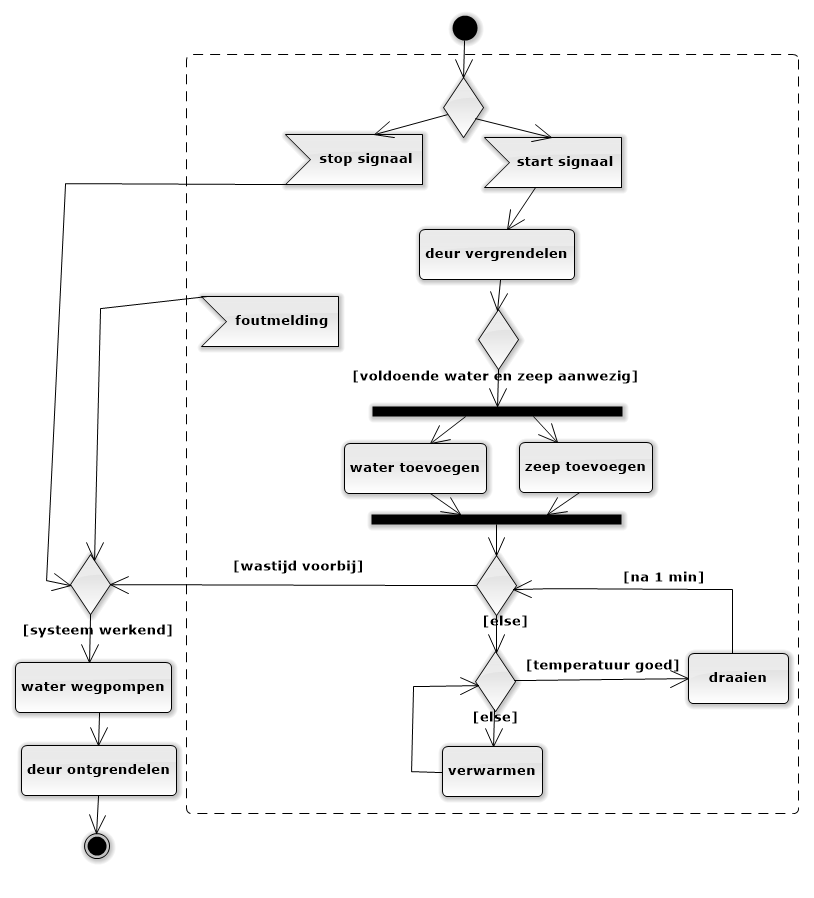 stop signaal
start signaal
deur vergrendelen
foutmelding
[voldoende water en zeep aanwezig]
water toevoegen
zeep toevoegen
[wastijd voorbij]
[na 1 min]
[else]
[systeem werkend]
[temperatuur goed]
water wegpompen
draaien
[else]
deur ontgrendelen
verwarmen